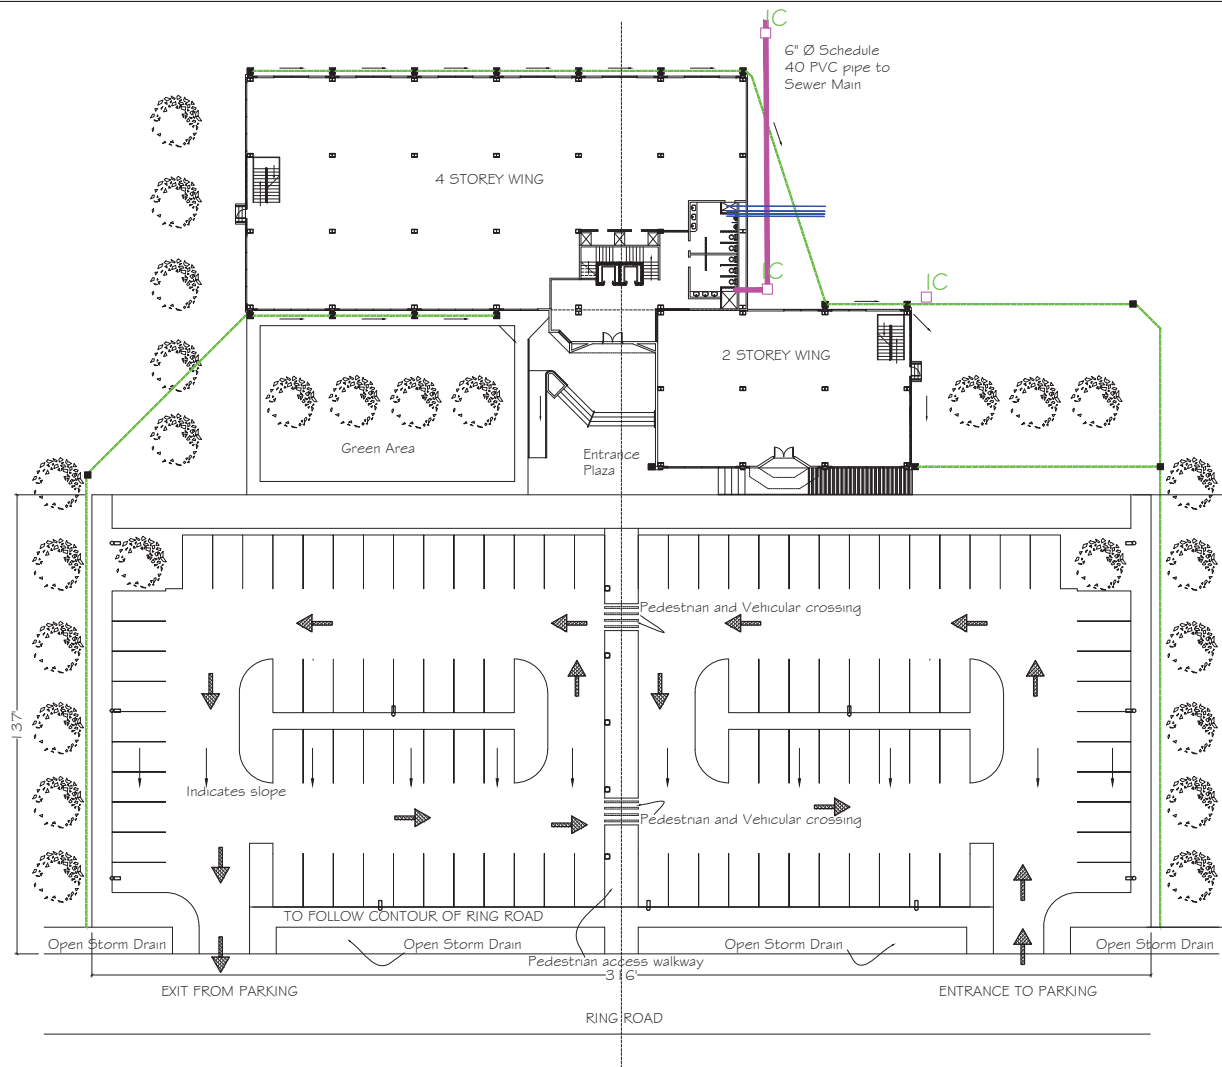 IC
6" Ø Schedule
40 PVC pipe to
Sewer Main
4 STOREY WING
IC
IC
2 STOREY WING
Green Area
Entrance
Plaza
Pedestrian and Vehicular crossing
137'
Indicates slope
Pedestrian and Vehicular crossing
TO FOLLOW CONTOUR OF RING ROAD
Open Storm Drain
Open Storm Drain
Open Storm Drain
Open Storm Drain
Pedestrian access walkway
316'
EXIT FROM PARKING
ENTRANCE TO PARKING
RING ROAD